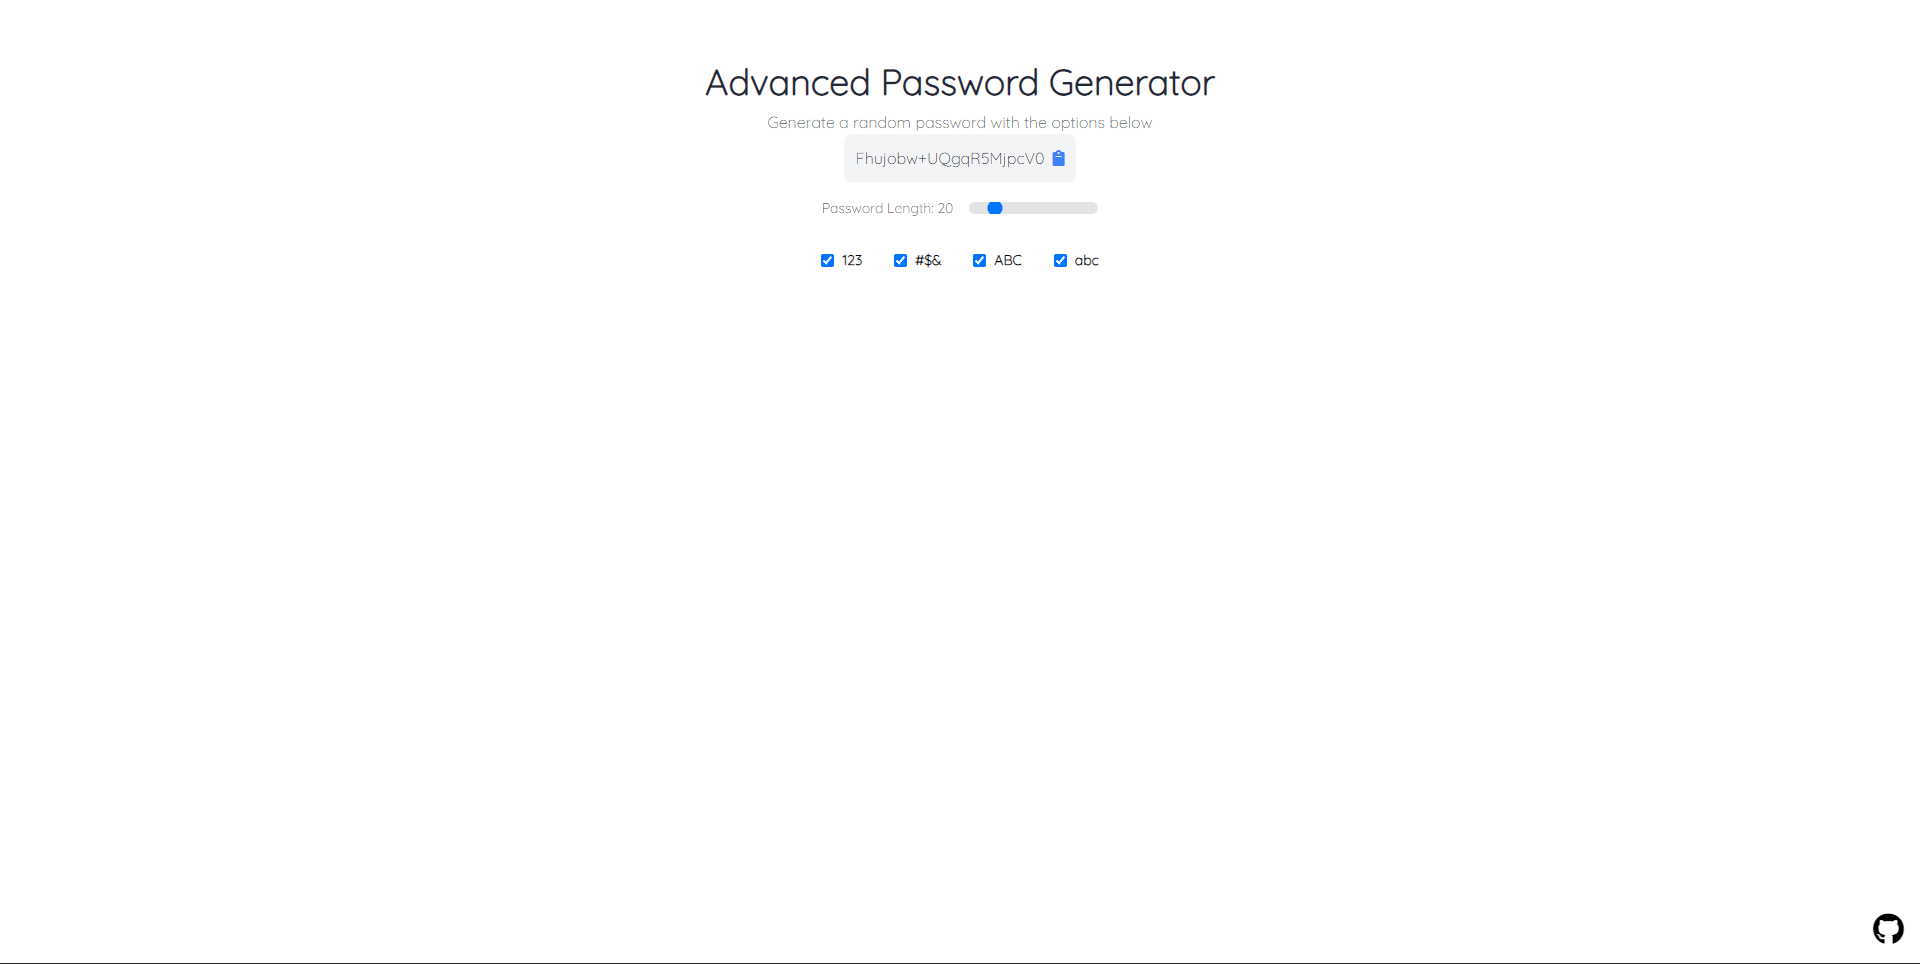 Advanced Password Generator
Generate a random password with the options below
Fhujobw+UQgqR5MjpcV0
Password Length: 20
123 #$& ABC abc